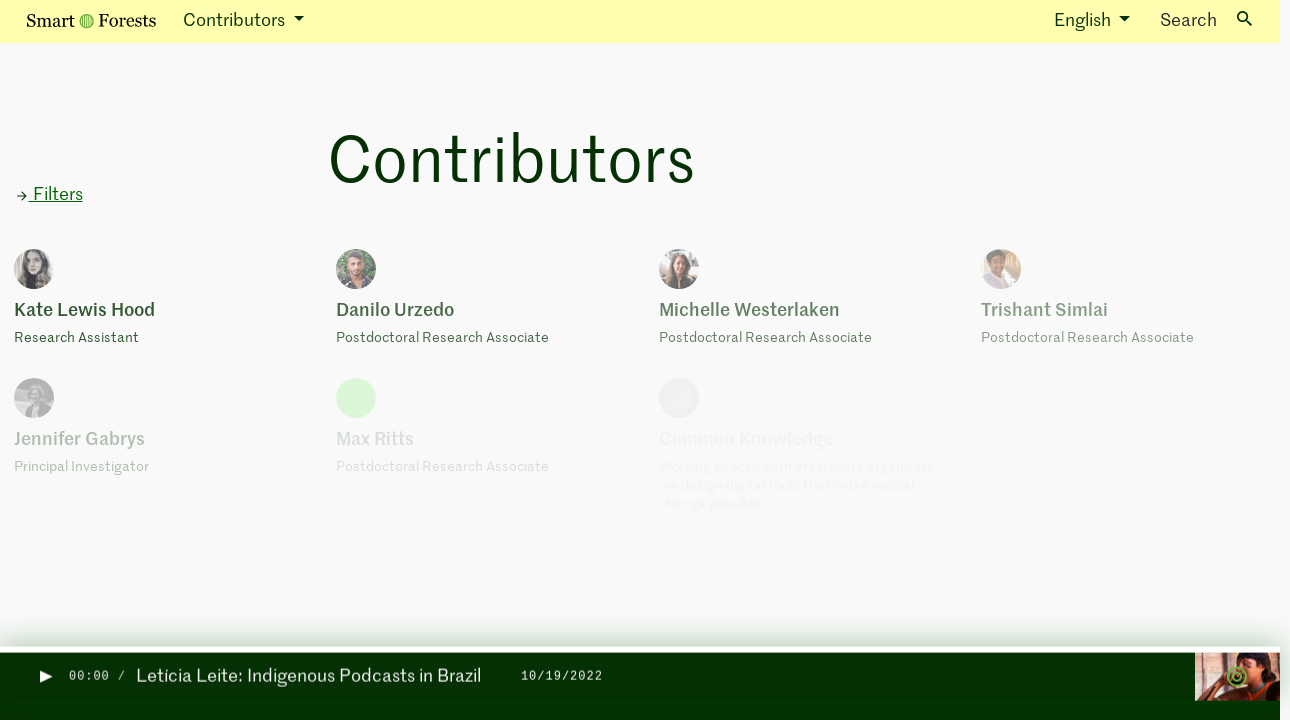 Smart Forests
Contributors
English
Search
Contributors
Filters
Kate Lewis Hood
Research Assistant
Danilo Urzedo
Postdoctoral Research Associate
Michelle Westerlaken
Postdoctoral Research Associate
Trishant Simlai
Postdoctoral Research Associate
Jennifer Gabrys
Principal Investigator
Max Ritts
Postdoctoral Research Associate
Common Knowledge
Working directly with grassroots organisers,
we design digital tools that make radical
change possible.
00:00 /
Letícia Leite: Indigenous Podcasts in Brazil
10/19/2022